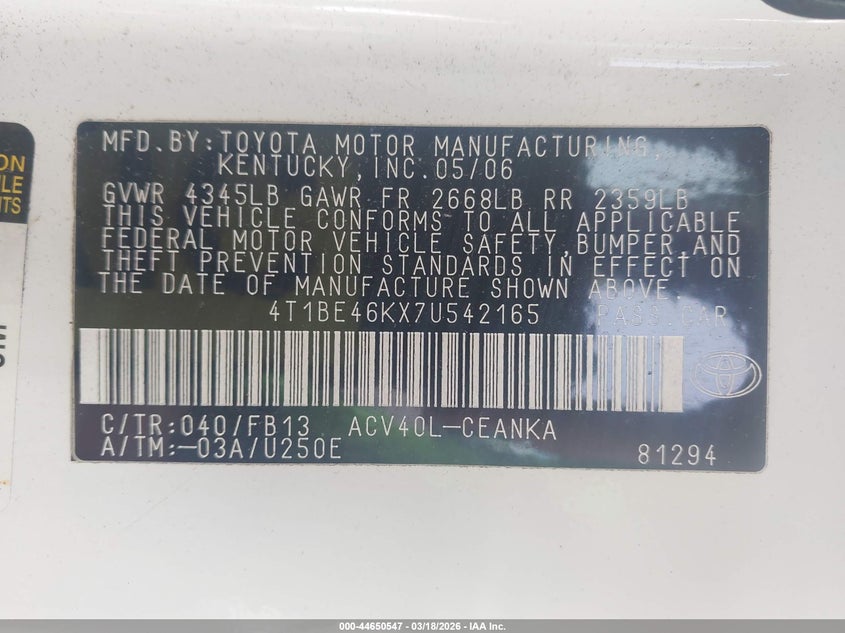 MFD.BY:TOYOTA MOTOR MANUFACTURING,
KENTUCKY,INC.05/06
GVWR 4345LB GAWR FR 2668LB RR 2359LB
THIS VEHICLE CONFORMS TO ALL APPLICABLE
FEDERAL MOTOR VEHICLE SAFETY,BUMPER,AND
THEFT PREVENTION STANDARDS IN EFFECT ON
THE DATE OF MANUFACTURE SHOWN ABOVE.
4T1BE46KX7U542165 PASS.CAR
C/TR:040/FB13 ACV40L-CEANKA
A/TM:-03A/U250E 81294
ON
LE
TS
M
S
000-44650547 — 03/18/2026 — IAA Inc.